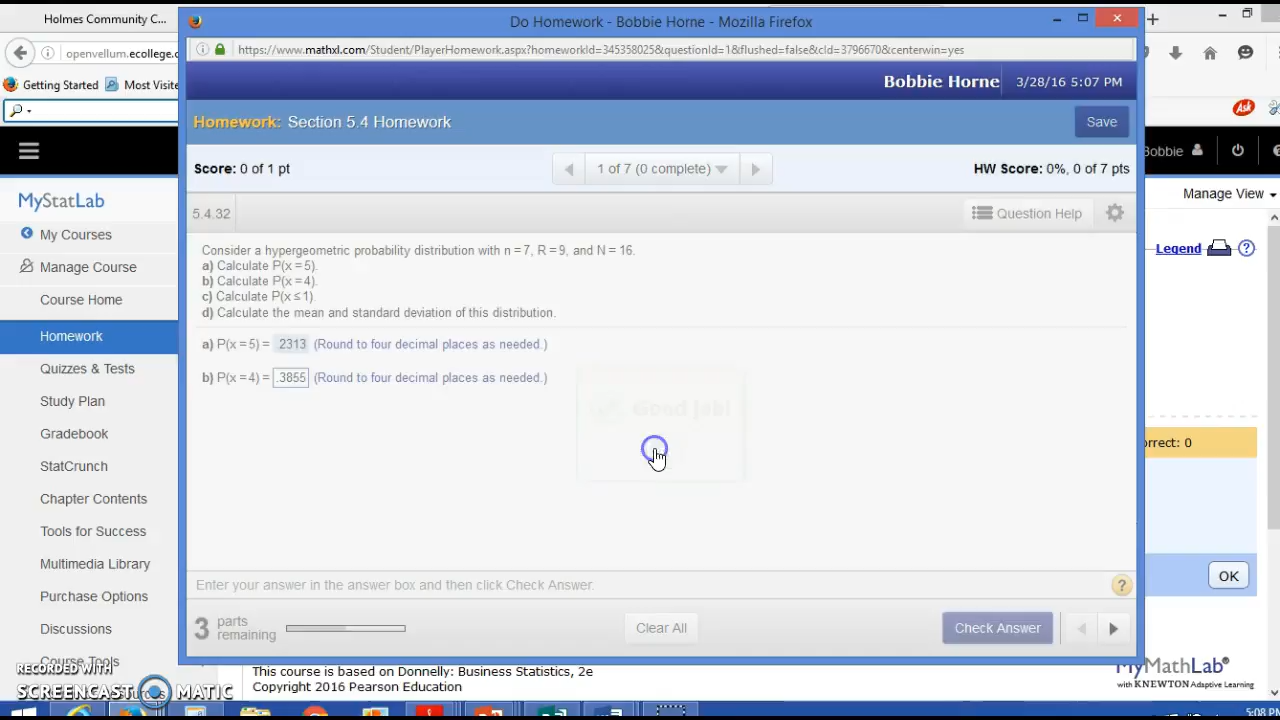 Holmes Community C...
Do Homework - Bobbie Horne - Mozilla Firefox
openvellum.ecollege.c
https://www.mathxl.com/Student/PlayerHomework.aspx?homeworkId=345358025&questionId=1&flushed=false&cId=3796670&centerwin=yes
Getting Started
Most Visite
Bobbie Horne
3/28/16 5:07 PM
Ask
Homework: Section 5.4 Homework
Save
Bobbie
Score: 0 of 1 pt
1 of 7 (0 complete)
HW Score: 0%, 0 of 7 pts
MyStatLab
Manage View
5.4.32
Question Help
My Courses
Manage Course
Course Home
Homework
Quizzes & Tests
Study Plan
Gradebook
StatCrunch
Chapter Contents
Tools for Success
Multimedia Library
Purchase Options
Discussions
Course Tools
Legend
Consider a hypergeometric probability distribution with n = 7, R = 9, and N = 16.
a) Calculate P(x = 5).
b) Calculate P(x = 4).
c) Calculate P(x ≤ 1).
d) Calculate the mean and standard deviation of this distribution.
a) P(x = 5) = .2313 (Round to four decimal places as needed.)
b) P(x = 4) = .3855 (Round to four decimal places as needed.)
Good job!
orrect: 0
OK
Enter your answer in the answer box and then click Check Answer.
3 parts remaining
Clear All
Check Answer
This course is based on Donnelly: Business Statistics, 2e
Copyright 2016 Pearson Education
MyMathLab®
with KNEWTON Adaptive Learning
RECORDED WITH
SCREENCAST MATIC
5:08 PM